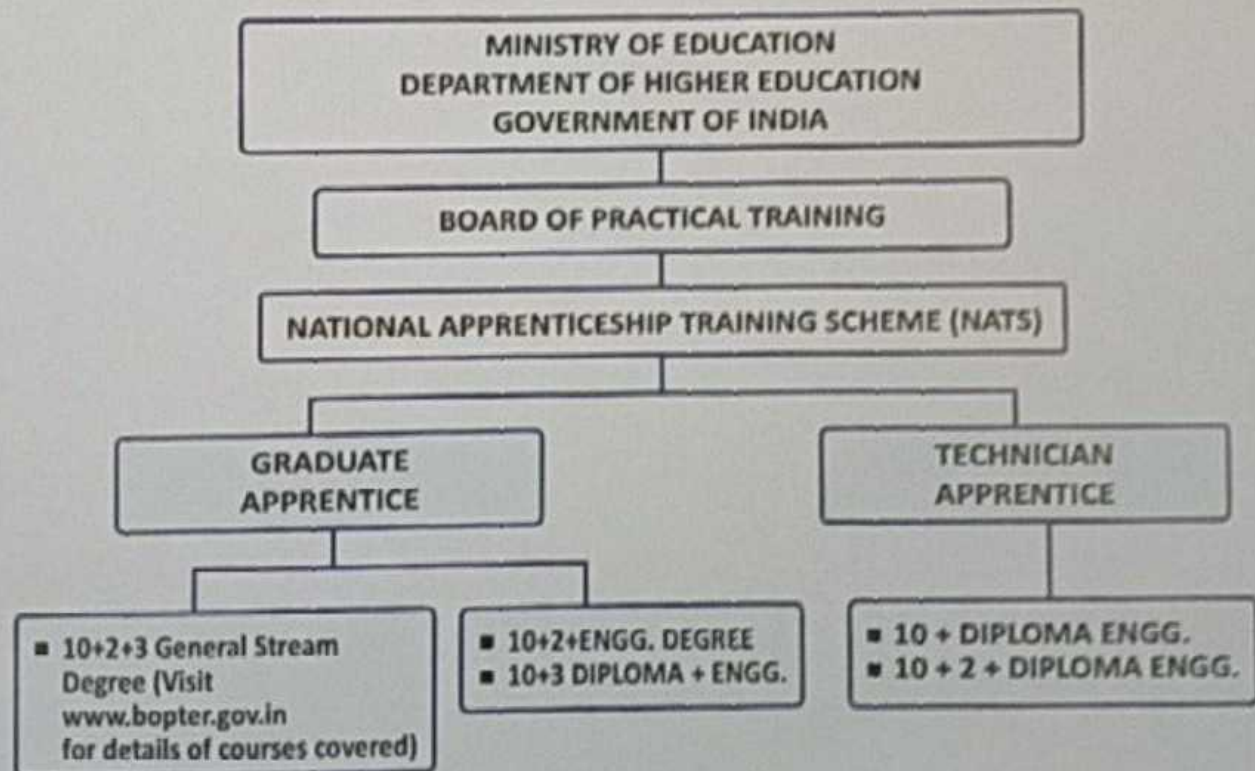 MINISTRY OF EDUCATION
DEPARTMENT OF HIGHER EDUCATION
GOVERNMENT OF INDIA
BOARD OF PRACTICAL TRAINING
NATIONAL APPRENTICESHIP TRAINING SCHEME (NATS)
GRADUATE
APPRENTICE
TECHNICIAN
APPRENTICE
▪ 10+2+3 General Stream
Degree (Visit
www.bopter.gov.in
for details of courses covered)
▪ 10+2+ENGG. DEGREE
▪ 10+3 DIPLOMA + ENGG.
▪ 10 + DIPLOMA ENGG.
▪ 10 + 2 + DIPLOMA ENGG.